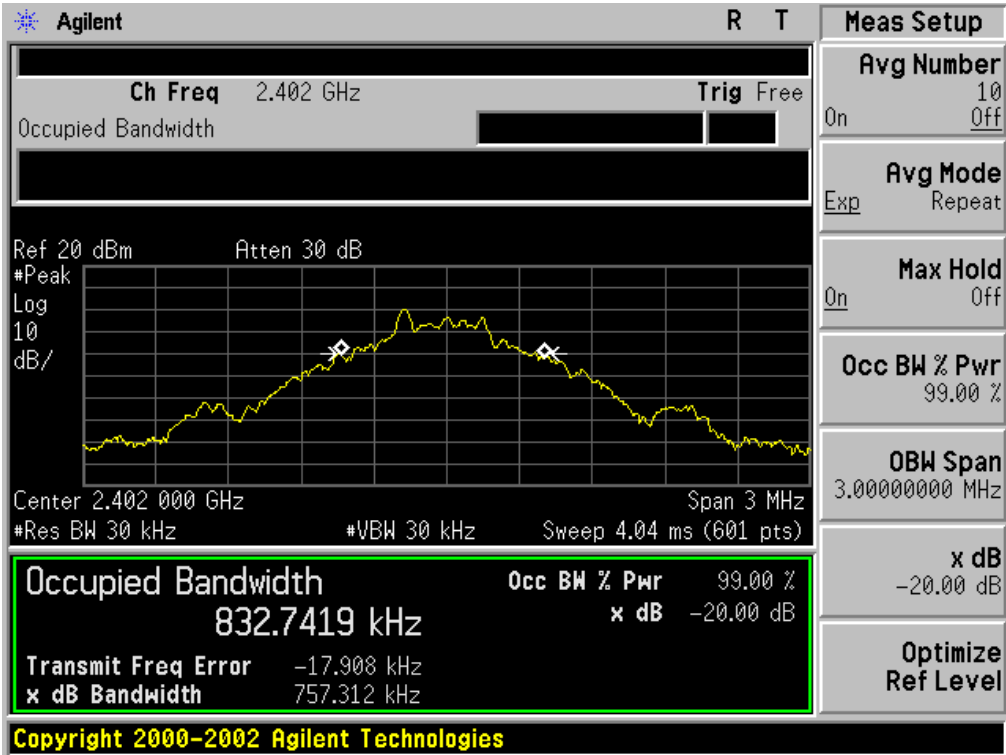 Agilent R T Meas Setup
Ch Freq 2.402 GHz Trig Free
Occupied Bandwidth
Ref 20 dBm Atten 30 dB
#Peak
Log
10
dB/
Center 2.402 000 GHz Span 3 MHz
#Res BW 30 kHz #VBW 30 kHz Sweep 4.04 ms (601 pts)
Occupied Bandwidth Occ BW % Pwr 99.00 %
832.7419 kHz x dB -20.00 dB
Transmit Freq Error -17.908 kHz
x dB Bandwidth 757.312 kHz
Avg Number
10
On Off
Avg Mode
Exp Repeat
Max Hold
On Off
Occ BW % Pwr
99.00 %
OBW Span
3.00000000 MHz
x dB
-20.00 dB
Optimize
Ref Level
Copyright 2000-2002 Agilent Technologies